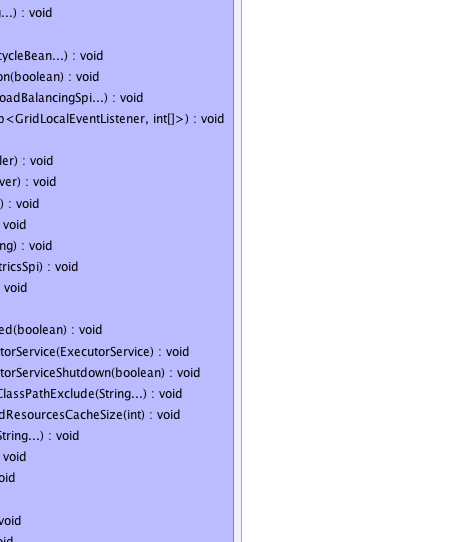 ...) : void
cycleBean...) : void
on(boolean) : void
oadBalancingSpi...) : void
p<GridLocalEventListener, int[]>) : void
ler) : void
ver) : void
) : void
void
ng) : void
tricsSpi) : void
void
ed(boolean) : void
torService(ExecutorService) : void
torServiceShutdown(boolean) : void
ClassPathExclude(String...) : void
dResourcesCacheSize(int) : void
String...) : void
void
oid
void